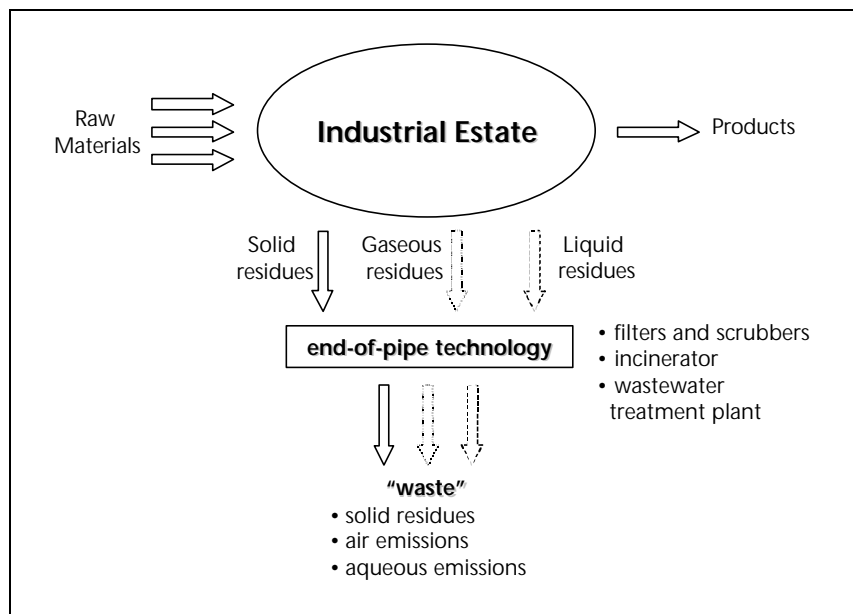 Raw
Materials
Industrial Estate
Products
Solid
residues
Gaseous
residues
Liquid
residues
end-of-pipe technology
• filters and scrubbers
• incinerator
• wastewater
treatment plant
“waste”
• solid residues
• air emissions
• aqueous emissions